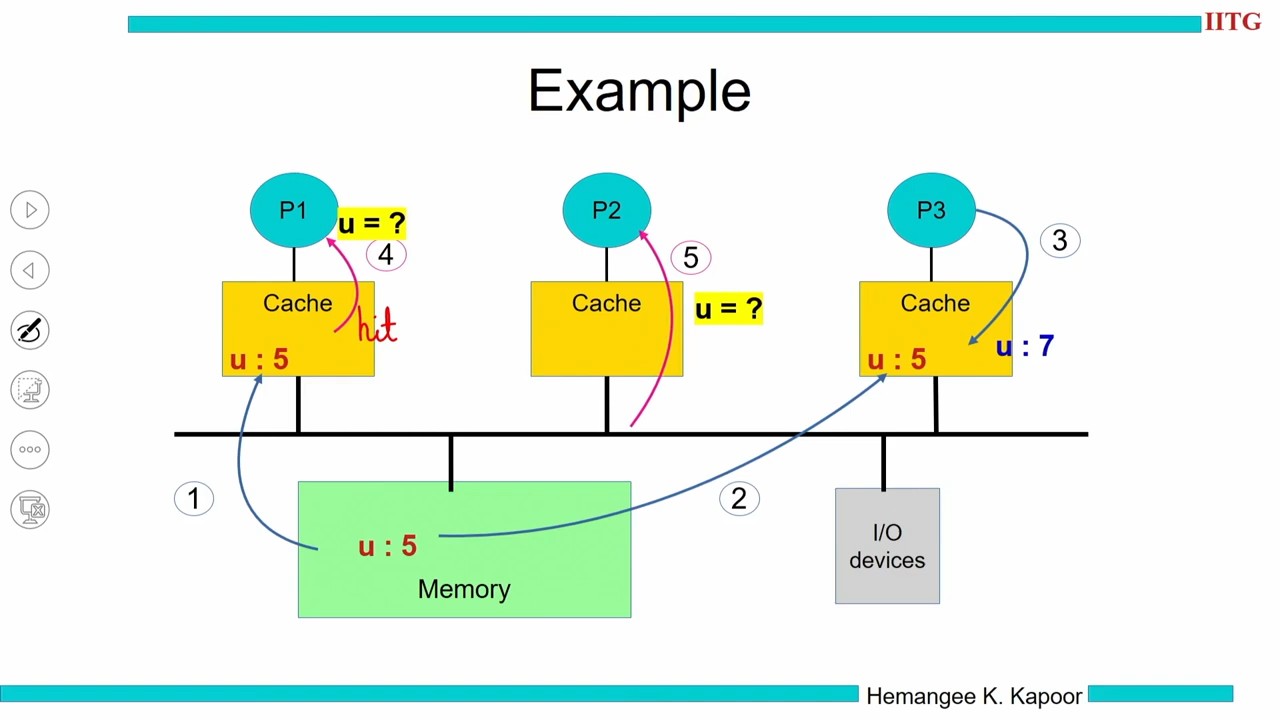 IITG
Example
P1
P2
P3
u = ?
4
5
3
Cache
Cache
Cache
hit
u = ?
u : 7
u : 5
u : 5
1
2
u : 5
Memory
I/O
devices
Hemangee K. Kapoor